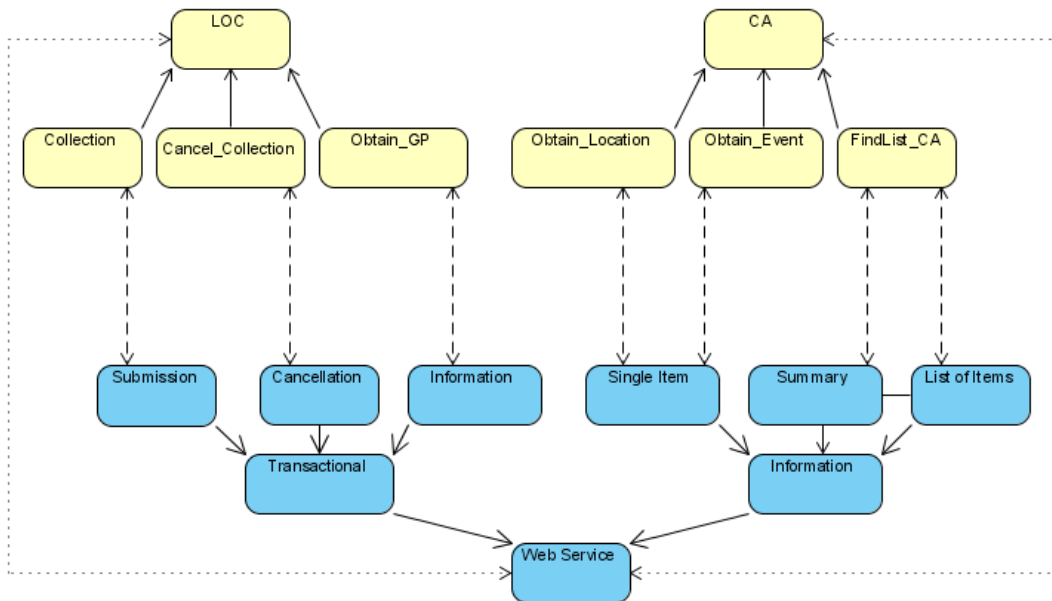 LOC
CA
Collection
Cancel_Collection
Obtain_GP
Obtain_Location
Obtain_Event
FindList_CA
Submission
Cancellation
Information
Single Item
Summary
List of Items
Transactional
Information
Web Service